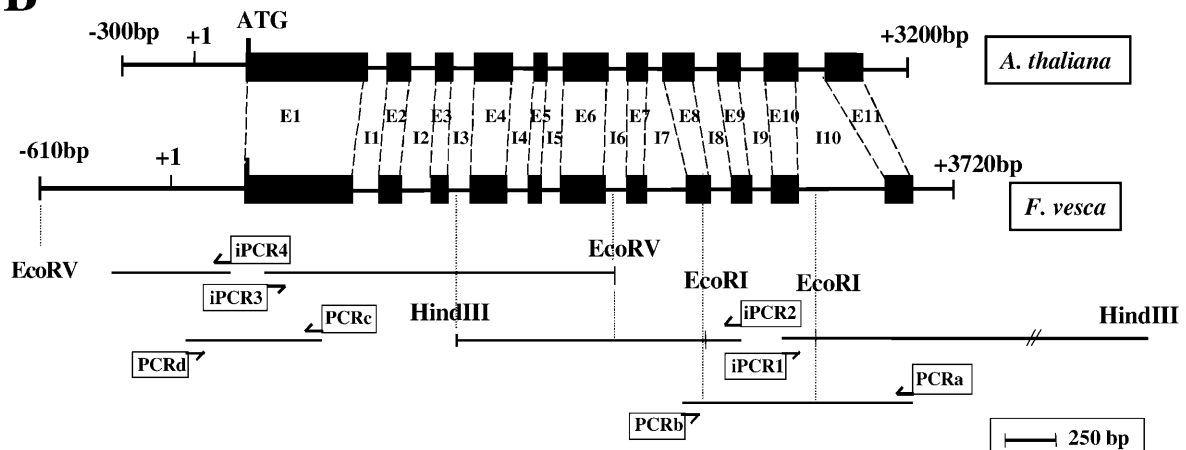 B
ATG
-300bp +1 +3200bp
A. thaliana
E1 E2 E3 E4 E5 E6 E7 E8 E9 E10 E11
I1 I2 I3 I4 I5 I6 I7 I8 I9 I10
-610bp +1 +3720bp
F. vesca
EcoRV iPCR4 EcoRV
iPCR3 EcoRI EcoRI
PCRc HindIII iPCR2 HindIII
PCRd iPCR1
PCRa
PCRb
250 bp